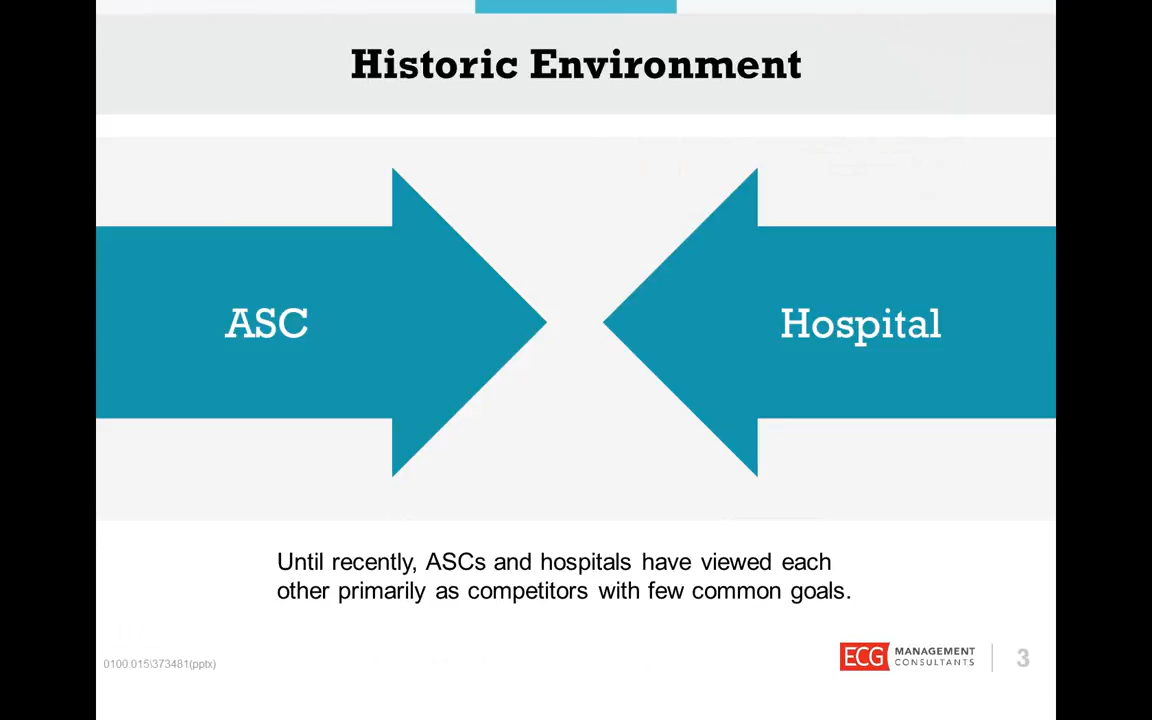 Historic Environment
ASC
Hospital
Until recently, ASCs and hospitals have viewed each
other primarily as competitors with few common goals.
0100.015\373481(pptx)
ECG MANAGEMENT CONSULTANTS
3